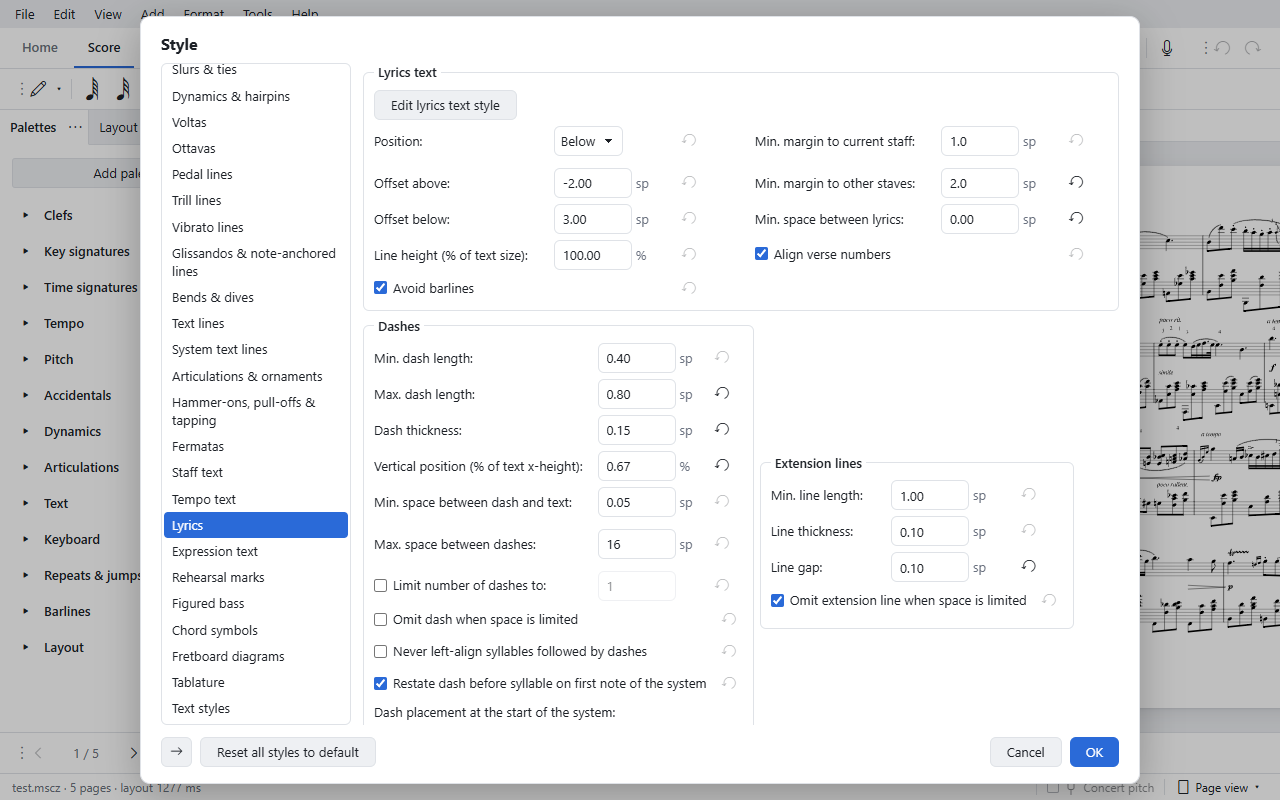 File Edit View Add Format Tools Help
Home Score
Palettes Layout
Add pale
Clefs
Key signatures
Time signatures
Tempo
Pitch
Accidentals
Dynamics
Articulations
Text
Keyboard
Repeats & jumps
Barlines
Layout
1 / 5
Style
Slurs & ties
Dynamics & hairpins
Voltas
Ottavas
Pedal lines
Trill lines
Vibrato lines
Glissandos & note-anchored
lines
Bends & dives
Text lines
System text lines
Articulations & ornaments
Hammer-ons, pull-offs &
tapping
Fermatas
Staff text
Tempo text
Lyrics
Expression text
Rehearsal marks
Figured bass
Chord symbols
Fretboard diagrams
Tablature
Text styles
Lyrics text
Edit lyrics text style
Position: Below
Offset above: -2.00 sp
Offset below: 3.00 sp
Line height (% of text size): 100.00 %
Avoid barlines
Min. margin to current staff: 1.0 sp
Min. margin to other staves: 2.0 sp
Min. space between lyrics: 0.00 sp
Align verse numbers
Dashes
Min. dash length: 0.40 sp
Max. dash length: 0.80 sp
Dash thickness: 0.15 sp
Vertical position (% of text x-height): 0.67 %
Min. space between dash and text: 0.05 sp
Max. space between dashes: 16 sp
Limit number of dashes to: 1
Omit dash when space is limited
Never left-align syllables followed by dashes
Restate dash before syllable on first note of the system
Dash placement at the start of the system:
Extension lines
Min. line length: 1.00 sp
Line thickness: 0.10 sp
Line gap: 0.10 sp
Omit extension line when space is limited
Reset all styles to default
Cancel OK
paco rit.
simile
a tempo
poco rallent.
test.mscz · 5 pages · layout 1277 ms
Concert pitch Page view